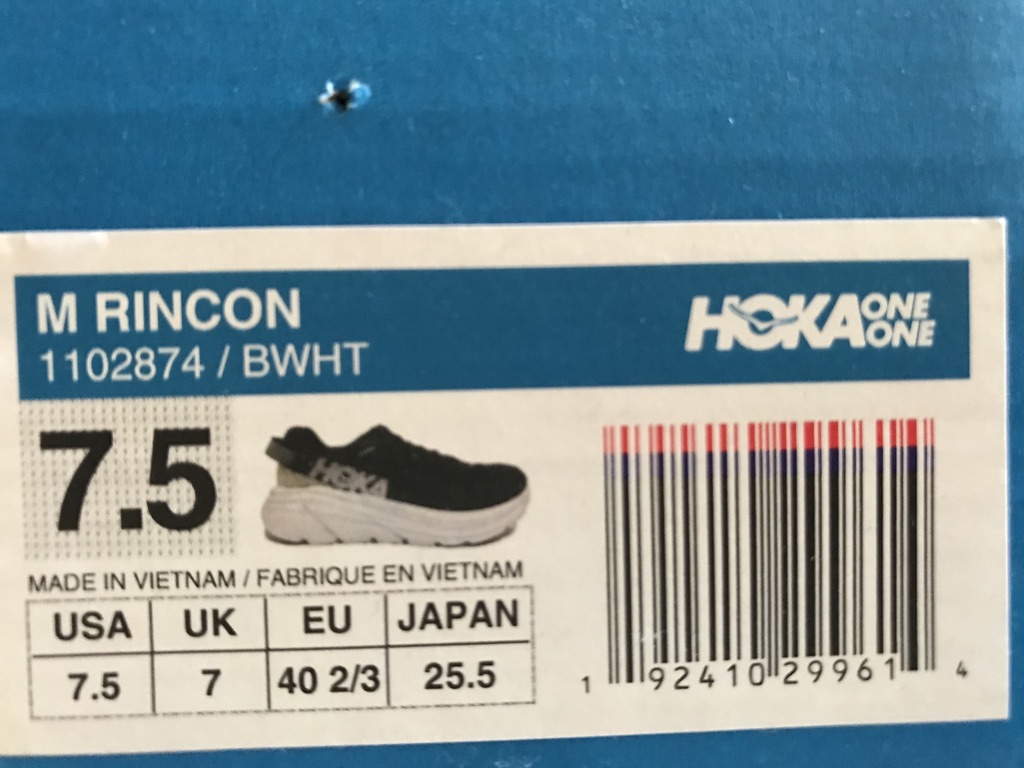 M RINCON
1102874 / BWHT
HOKA ONE ONE
7.5
HOKA
MADE IN VIETNAM / FABRIQUE EN VIETNAM
USA UK EU JAPAN
7.5 7 40 2/3 25.5
1 92410 29961 4